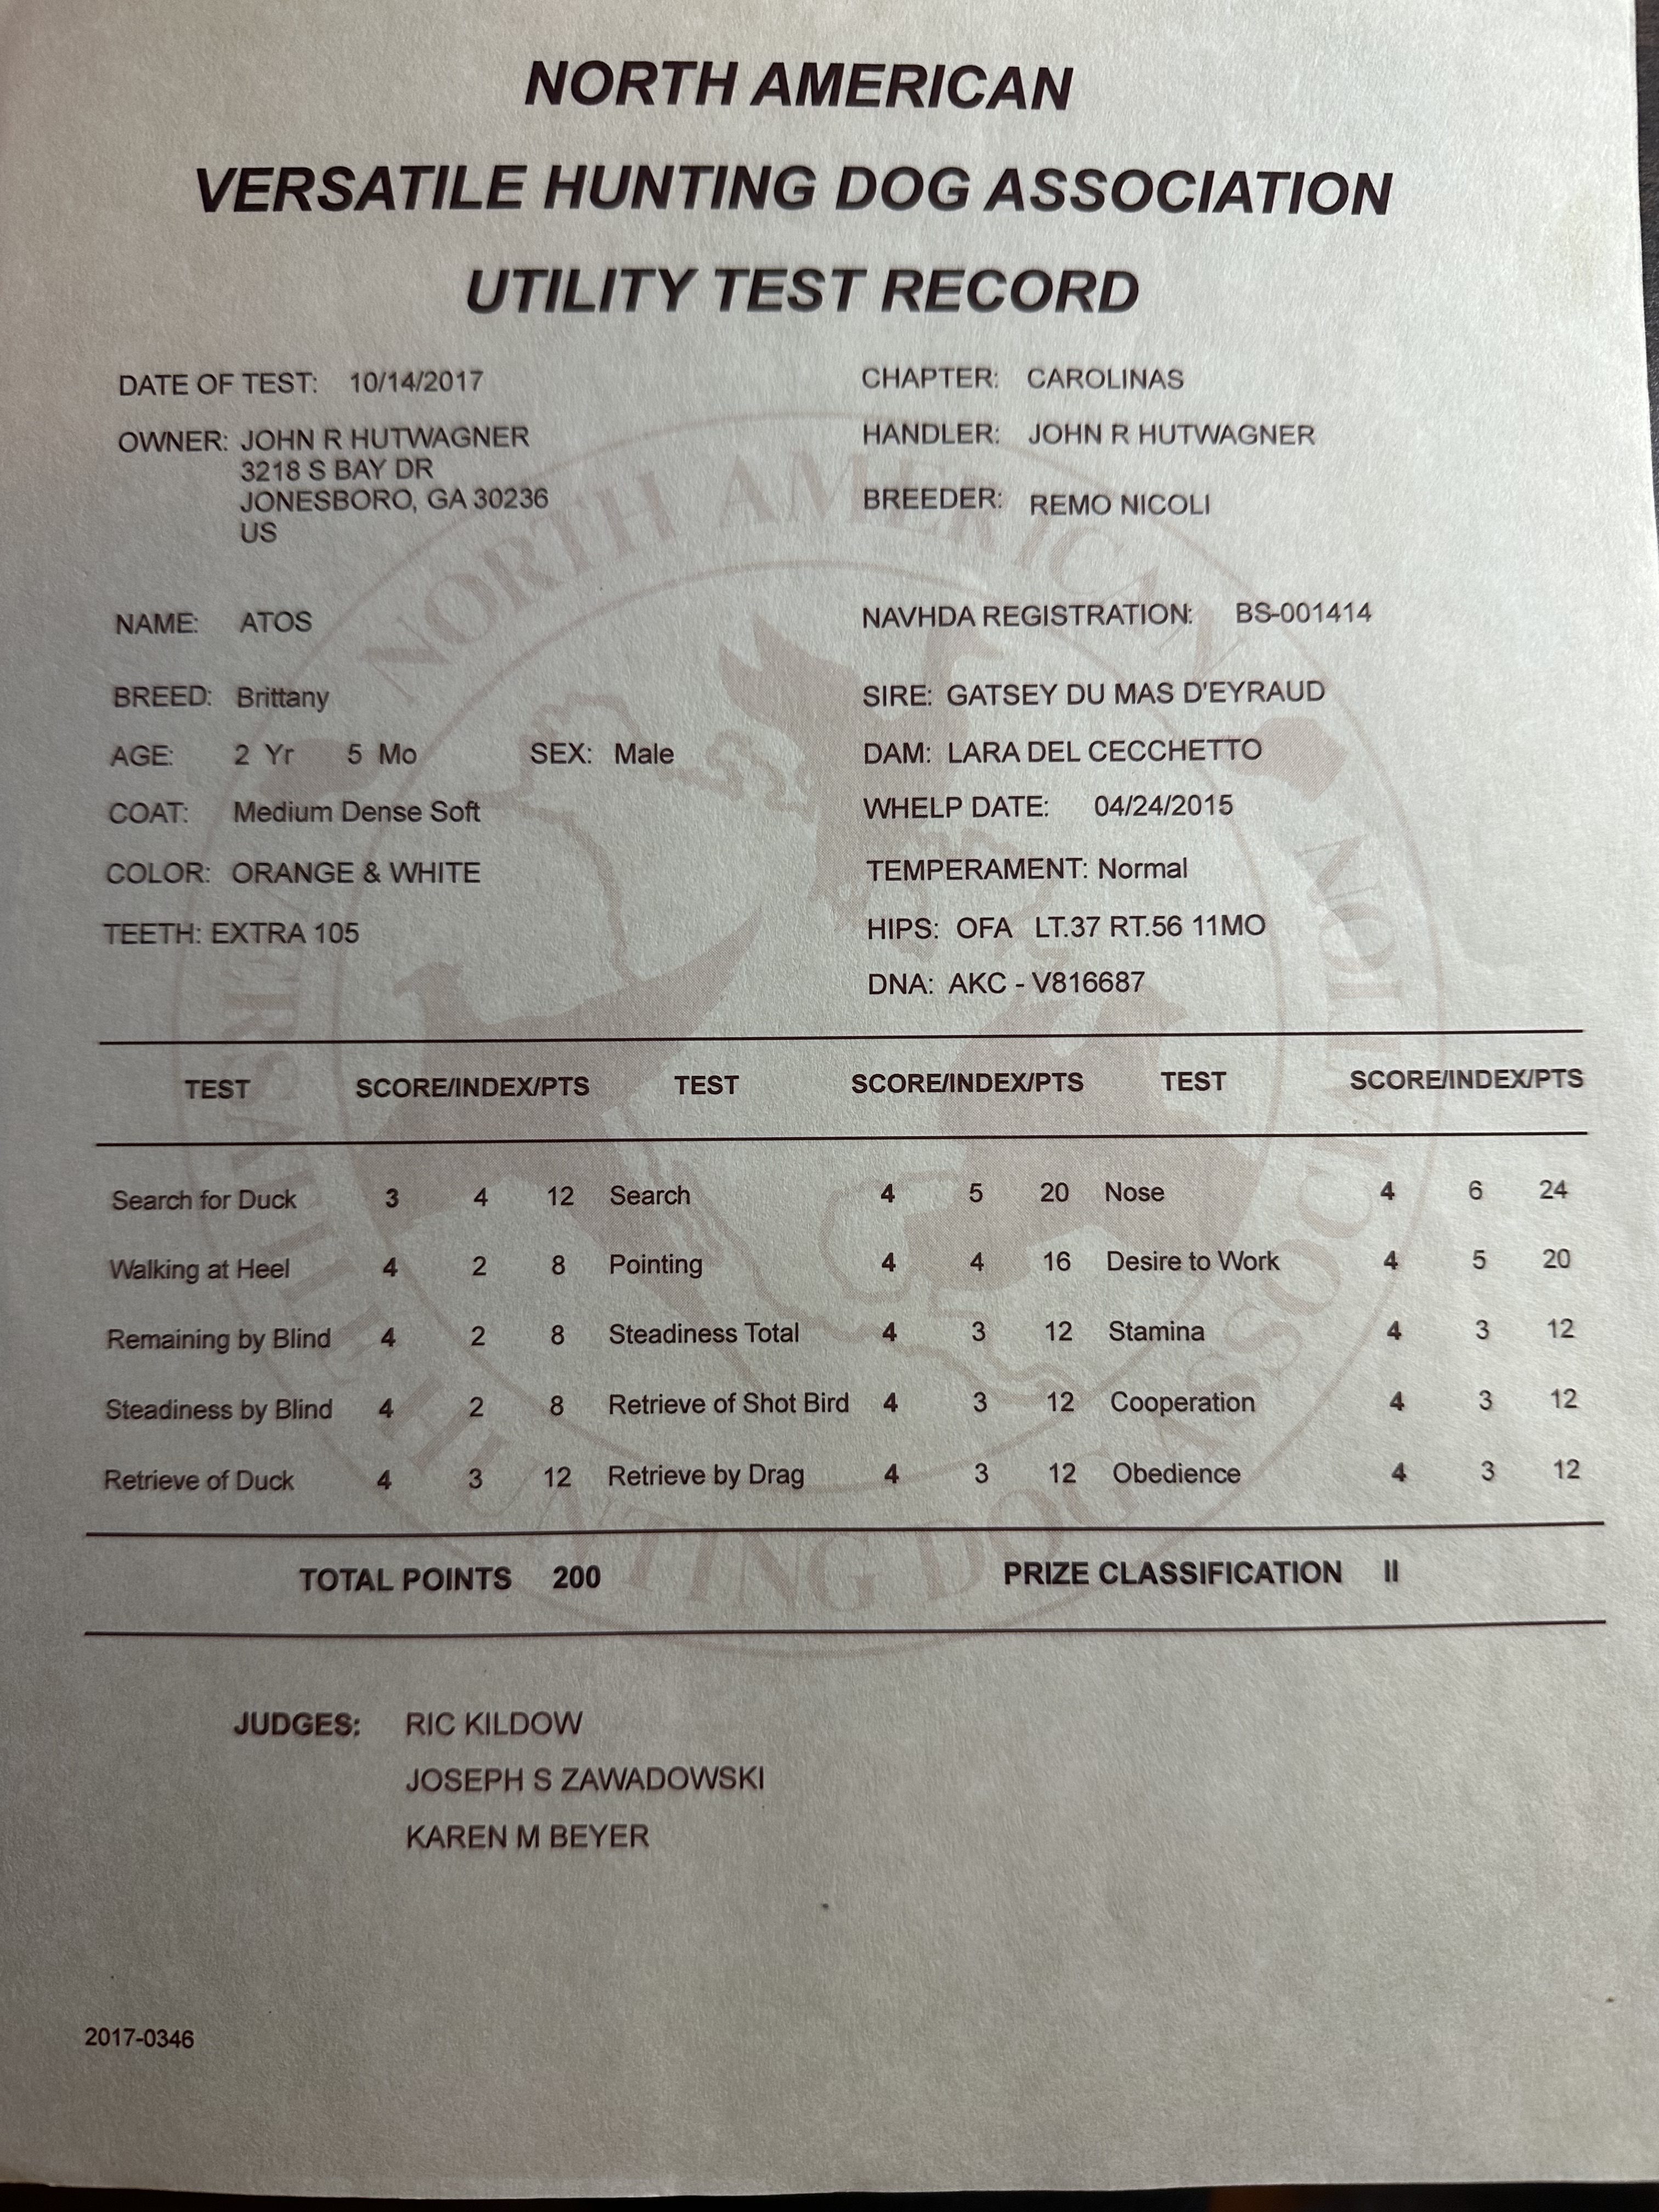 NORTH AMERICAN
VERSATILE HUNTING DOG ASSOCIATION
UTILITY TEST RECORD
DATE OF TEST: 10/14/2017 CHAPTER: CAROLINAS
OWNER: JOHN R HUTWAGNER HANDLER: JOHN R HUTWAGNER
3218 S BAY DR
JONESBORO, GA 30236 BREEDER: REMO NICOLI
US
NAME: ATOS NAVHDA REGISTRATION: BS-001414
BREED: Brittany SIRE: GATSEY DU MAS D'EYRAUD
AGE: 2 Yr 5 Mo SEX: Male DAM: LARA DEL CECCHETTO
COAT: Medium Dense Soft WHELP DATE: 04/24/2015
COLOR: ORANGE & WHITE TEMPERAMENT: Normal
TEETH: EXTRA 105 HIPS: OFA LT.37 RT.56 11MO
DNA: AKC - V816687
TEST SCORE/INDEX/PTS TEST SCORE/INDEX/PTS TEST SCORE/INDEX/PTS
Search for Duck 3 4 12 Search 4 5 20 Nose 4 6 24
Walking at Heel 4 2 8 Pointing 4 4 16 Desire to Work 4 5 20
Remaining by Blind 4 2 8 Steadiness Total 4 3 12 Stamina 4 3 12
Steadiness by Blind 4 2 8 Retrieve of Shot Bird 4 3 12 Cooperation 4 3 12
Retrieve of Duck 4 3 12 Retrieve by Drag 4 3 12 Obedience 4 3 12
TOTAL POINTS 200 PRIZE CLASSIFICATION II
JUDGES: RIC KILDOW
JOSEPH S ZAWADOWSKI
KAREN M BEYER
2017-0346
NORTH AMERICAN
VERSATILE HUNTING DOG ASSOCIATION